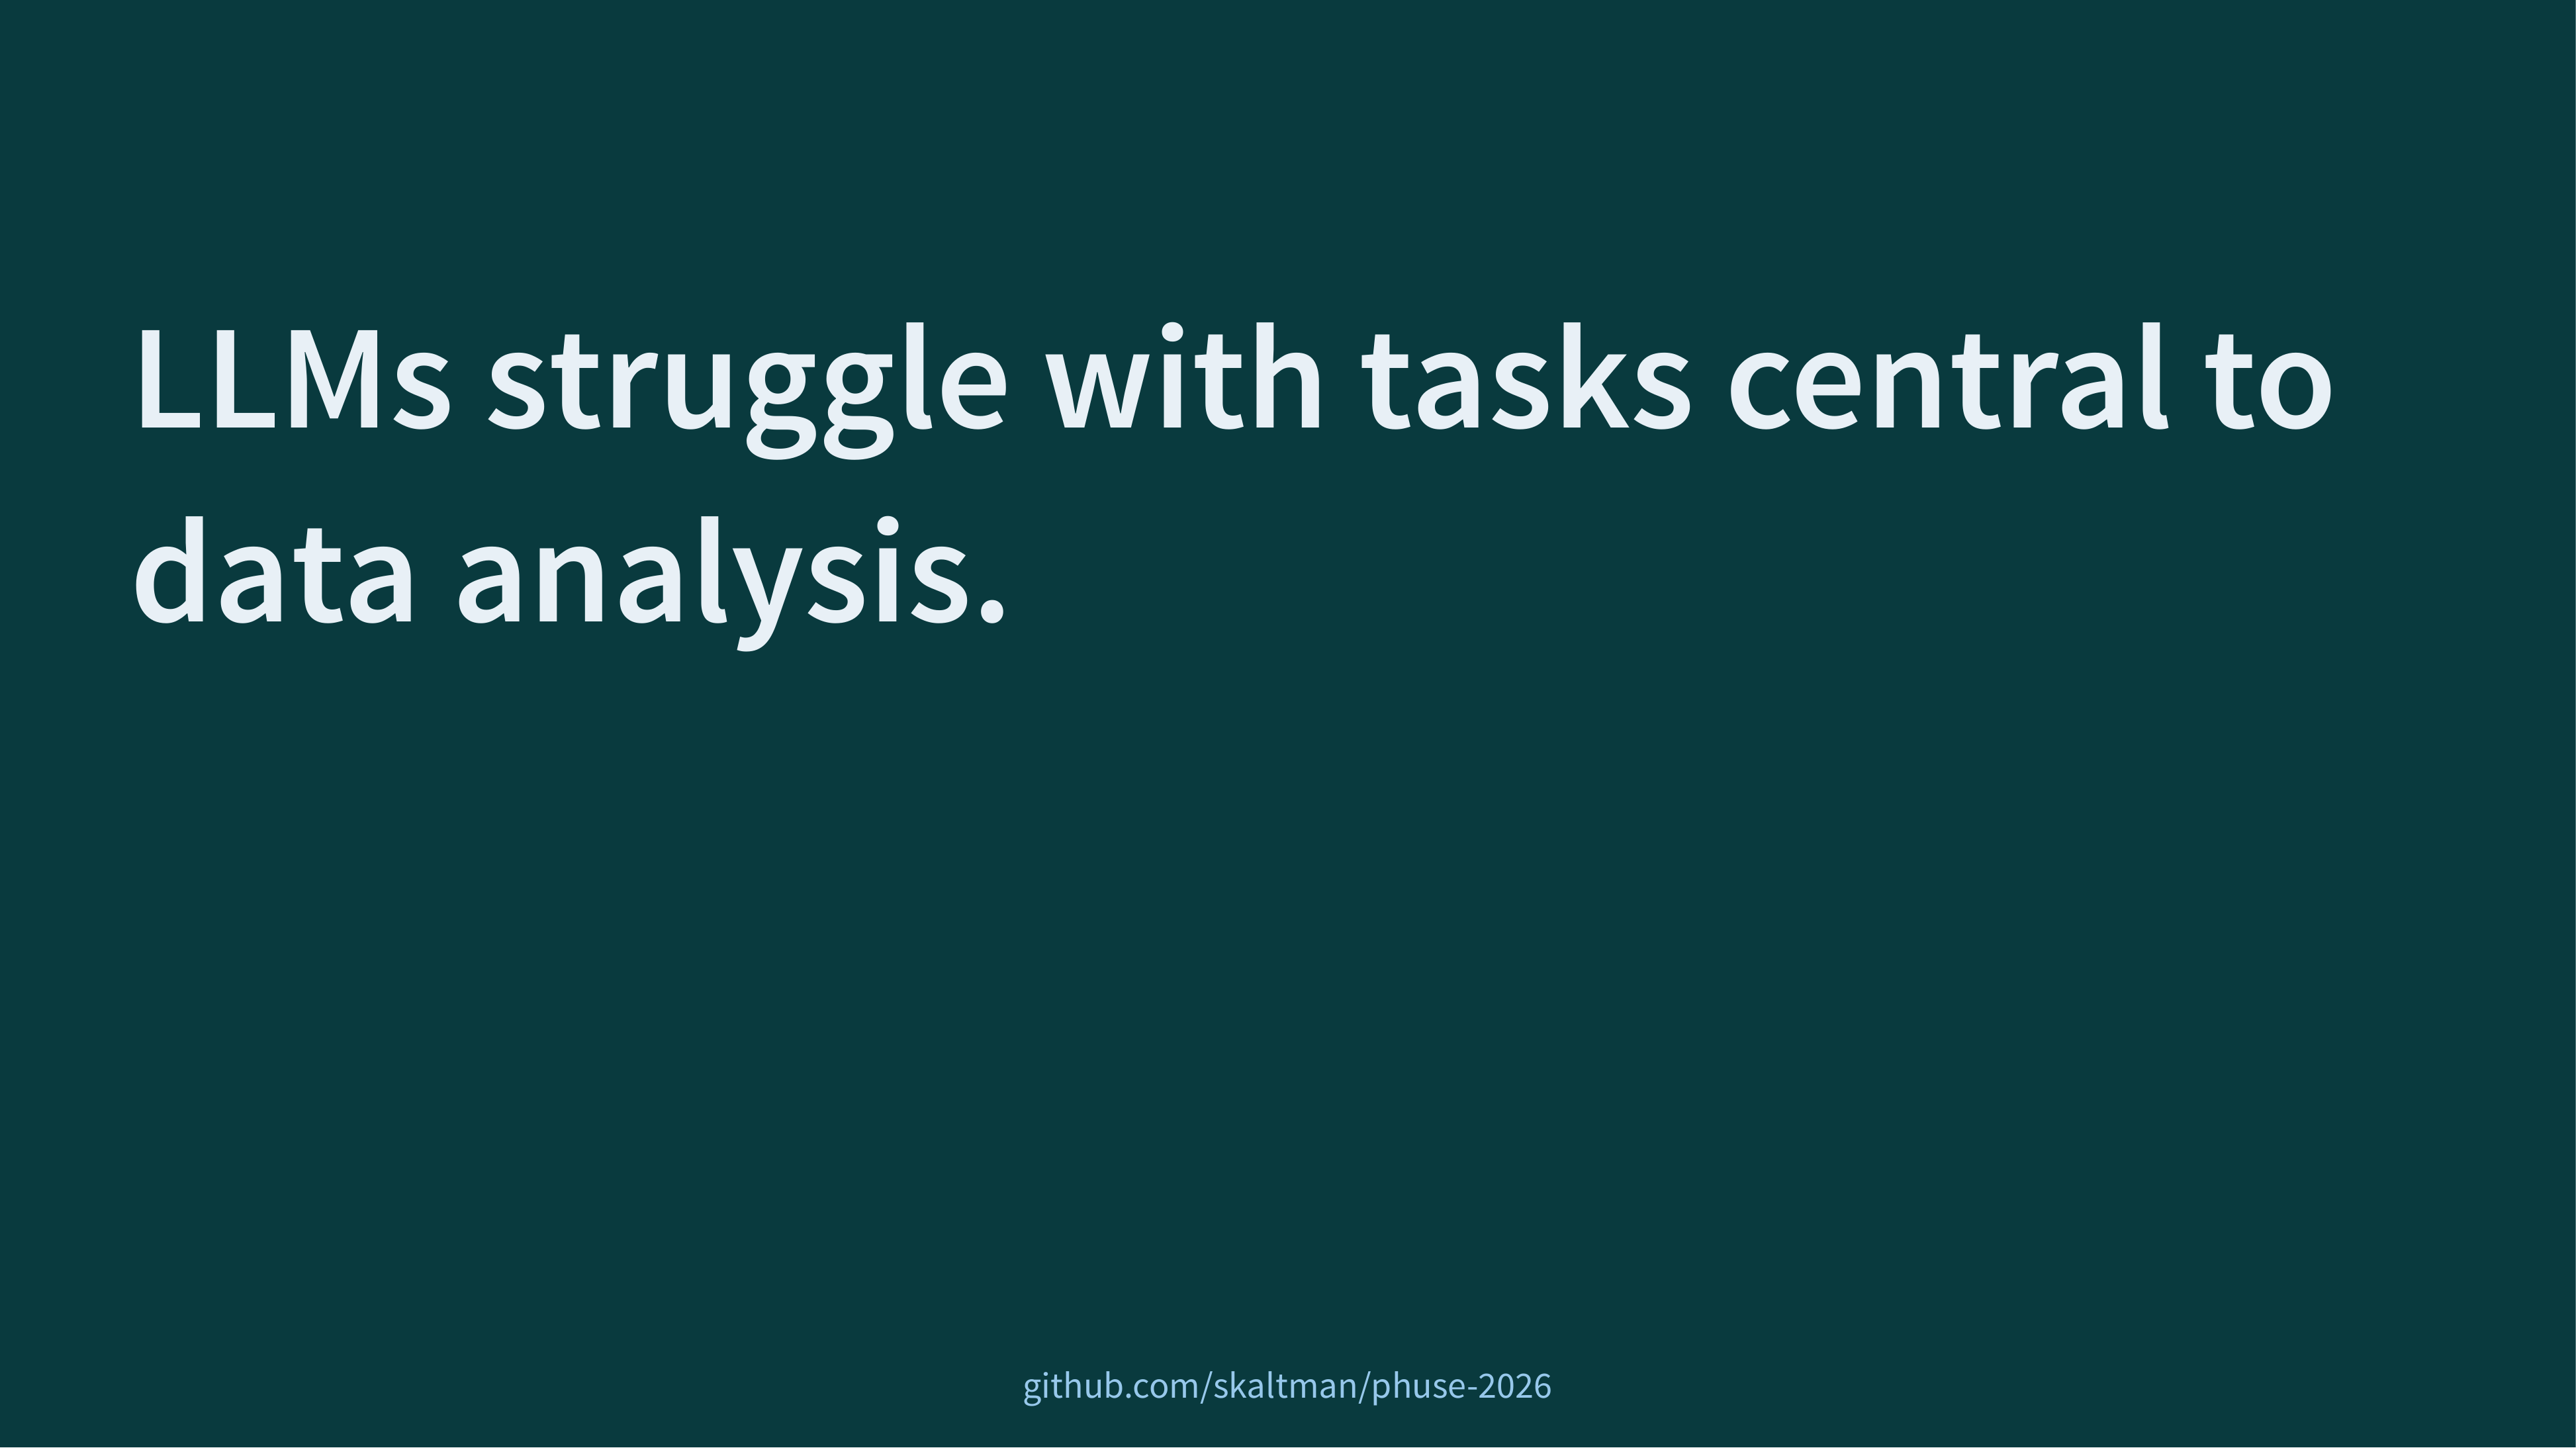 LLMs struggle with tasks central to
data analysis.
github.com/skaltman/phuse-2026